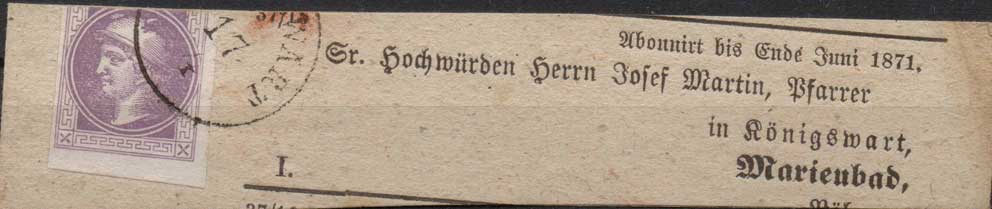 Abonnirt bis Ende Juni 1871.
Sr. Hochwürden Herrn Josef Martin, Pfarrer
in Königswart,
I.
Marienbad,